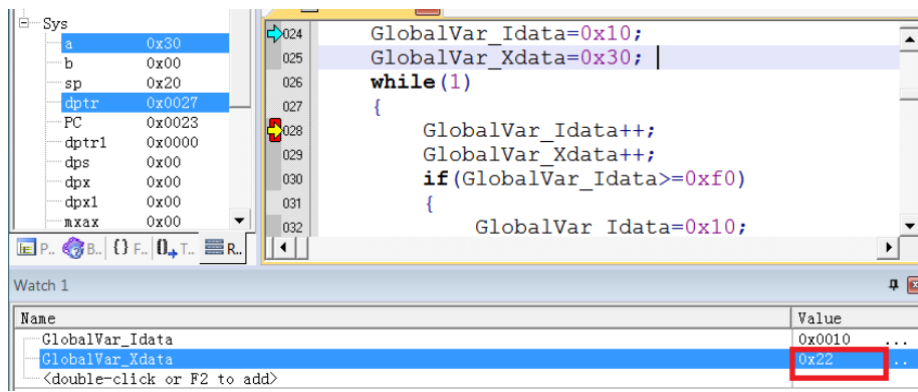 Sys
a 0x30
b 0x00
sp 0x20
dptr 0x0027
PC 0x0023
dptr1 0x0000
dps 0x00
dpx 0x00
dpx1 0x00
mxax 0x00
P.. B.. {} F.. 0 T.. R..
024 GlobalVar_Idata=0x10;
025 GlobalVar_Xdata=0x30;
026 while(1)
027 {
028 GlobalVar_Idata++;
029 GlobalVar_Xdata++;
030 if(GlobalVar_Idata>=0xf0)
031 {
032 GlobalVar_Idata=0x10;
Watch 1
Name Value
GlobalVar_Idata 0x0010 ...
GlobalVar_Xdata 0x22 ...
<double-click or F2 to add>